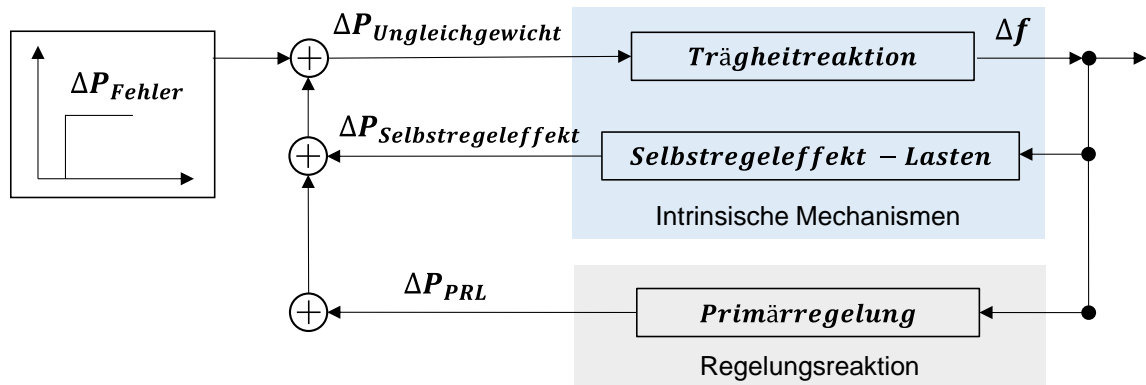 ΔP_Fehler
ΔP_Ungleichgewicht
Trägheitreaktion
Δf
ΔP_Selbstregeleffekt
Selbstregeleffekt − Lasten
Intrinsische Mechanismen
ΔP_PRL
Primärregelung
Regelungsreaktion